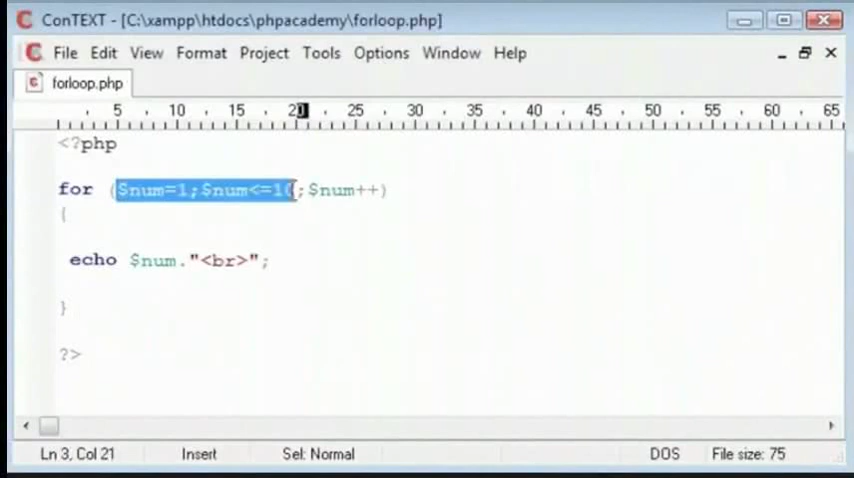 ConTEXT - [C:\xampp\htdocs\phpacademy\forloop.php]
File Edit View Format Project Tools Options Window Help
forloop.php
5 10 15 20 25 30 35 40 45 50 55 60 65
<?php
for ($num=1;$num<=10;$num++)
{
echo $num."<br>";
}
?>
Ln 3, Col 21 Insert Sel: Normal DOS File size: 75